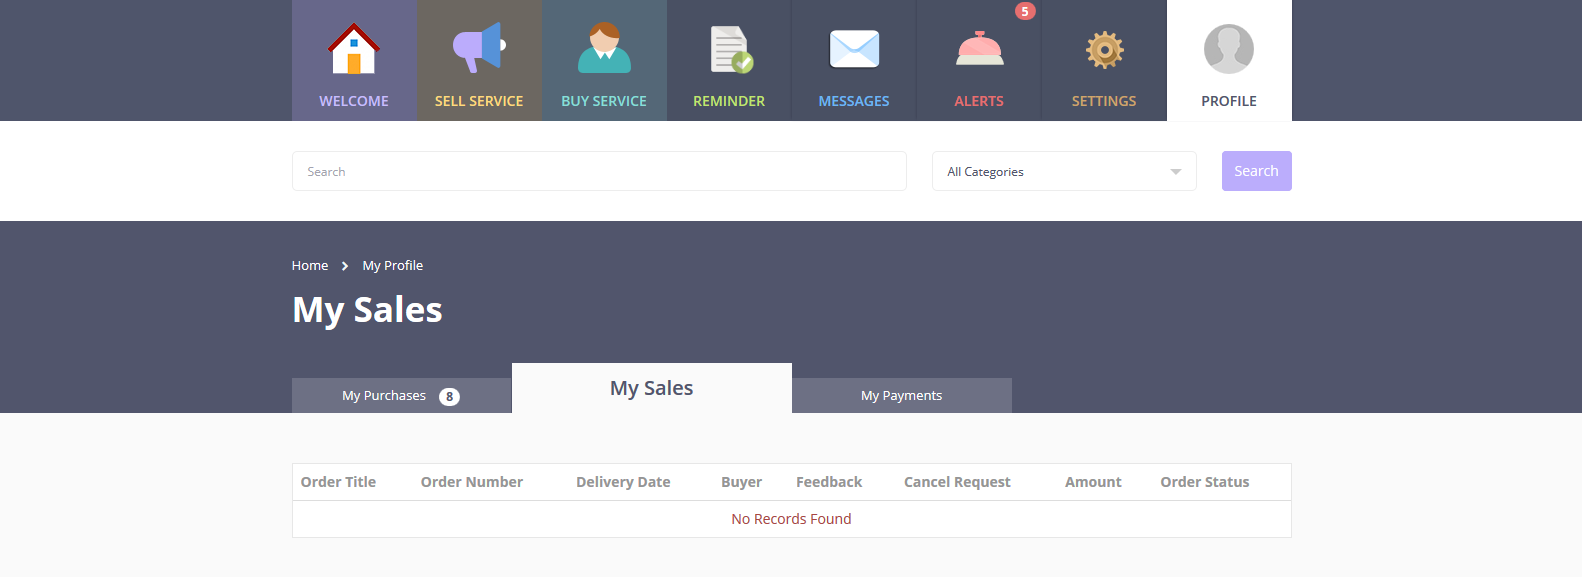 5
WELCOME SELL SERVICE BUY SERVICE REMINDER MESSAGES ALERTS SETTINGS PROFILE
Search All Categories Search
Home My Profile
My Sales
My Purchases 8 My Sales My Payments
Order Title Order Number Delivery Date Buyer Feedback Cancel Request Amount Order Status
No Records Found